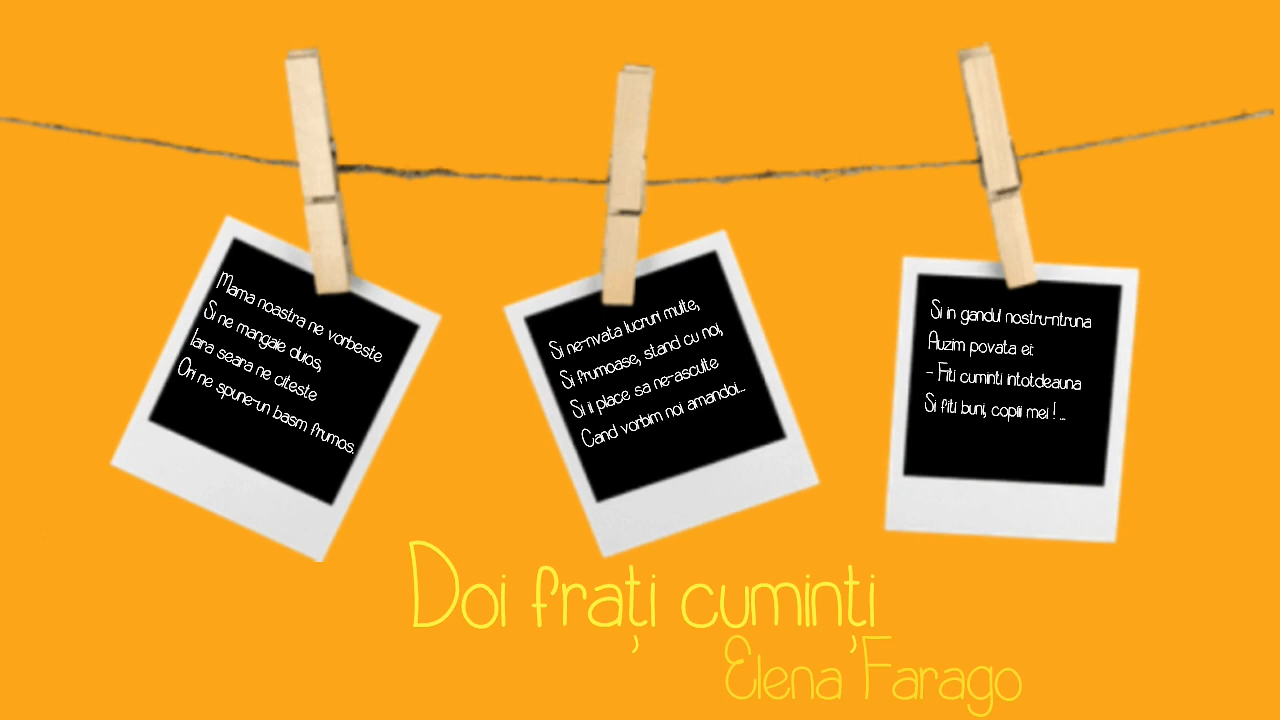 Mama noastra ne vorbeste
Si ne mangaie duios,
Iara seara ne citeste
Ori ne spune-un basm frumos.
Si ne-nvata lucruri multe,
Si frumoase, stand cu noi,
Si ii place sa ne-asculte
Cand vorbim noi amandoi...
Si in gandul nostru-ntruna
Auzim povata ei:
- Fiti cuminti intotdeauna
Si fiti buni, copiii mei ! ...
Doi frați cuminți
Elena Farago